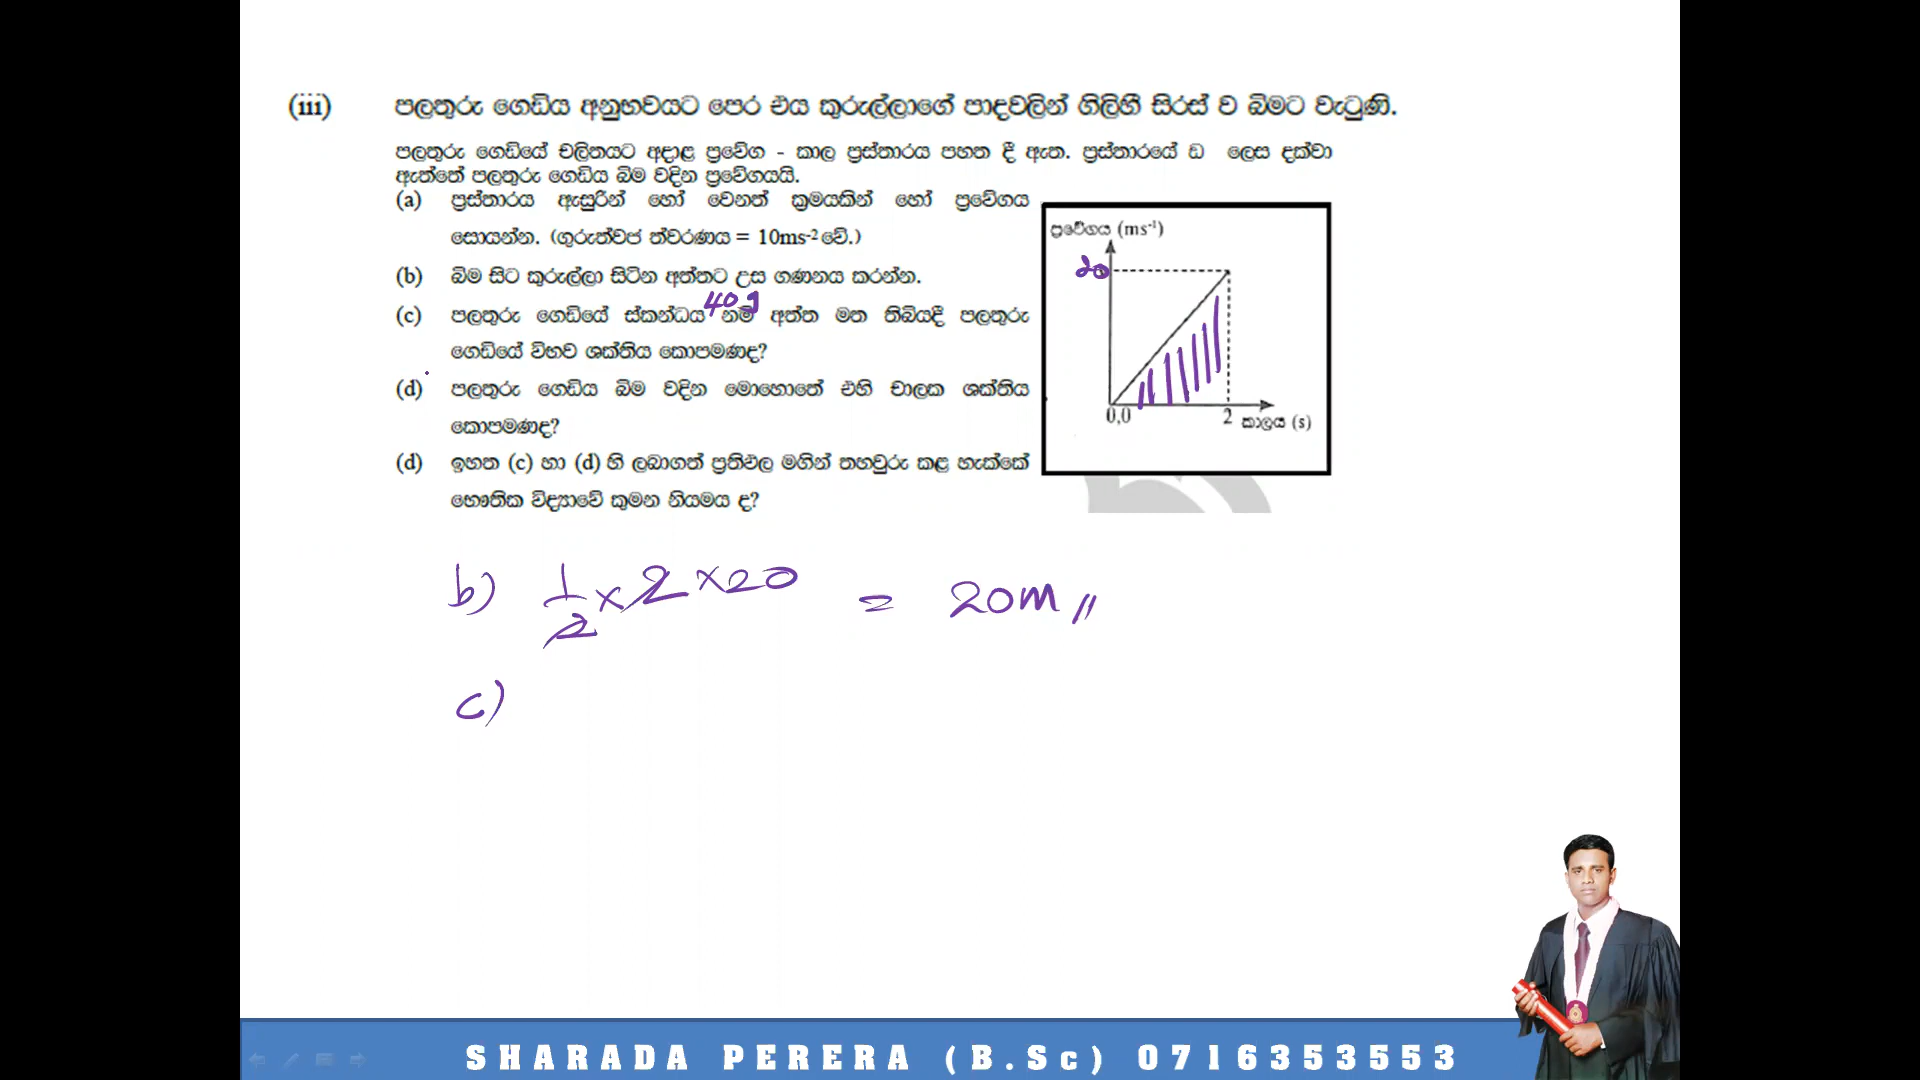 (iii) පලතුරු ගෙඩිය අනුභවයට පෙර එය කුරුල්ලාගේ පාදවලින් ගිලිහී සිරස් ව බිමට වැටුණි.
පලතුරු ගෙඩියේ චලිතයට අදාළ ප්‍රවේග - කාල ප්‍රස්තාරය පහත දී ඇත. ප්‍රස්තාරයේ ඩ ලෙස දක්වා
ඇත්තේ පලතුරු ගෙඩිය බිම වදින ප්‍රවේගයයි.
(a) ප්‍රස්තාරය ඇසුරින් හෝ වෙනත් ක්‍රමයකින් හෝ ප්‍රවේගය
සොයන්න. (ගුරුත්වජ ත්වරණය = 10ms-2 වේ.)
(b) බිම සිට කුරුල්ලා සිටින අත්තට උස ගණනය කරන්න.
40g
(c) පලතුරු ගෙඩියේ ස්කන්ධය නම් අත්ත මත තිබියදී පලතුරු
ගෙඩියේ විභව ශක්තිය කොපමණද?
(d) පලතුරු ගෙඩිය බිම වදින මොහොතේ එහි චාලක ශක්තිය
කොපමණද?
(d) ඉහත (c) හා (d) හි ලබාගත් ප්‍රතිඵල මගින් තහවුරු කළ හැක්කේ
භෞතික විද්‍යාවේ කුමන නියමය ද?
ප්‍රවේගය (ms-1)
20
0,0 2 කාලය (s)
b) 1/2 × 2 × 20 = 20m //
c)
SHARADA PERERA (B.Sc) 0716353553